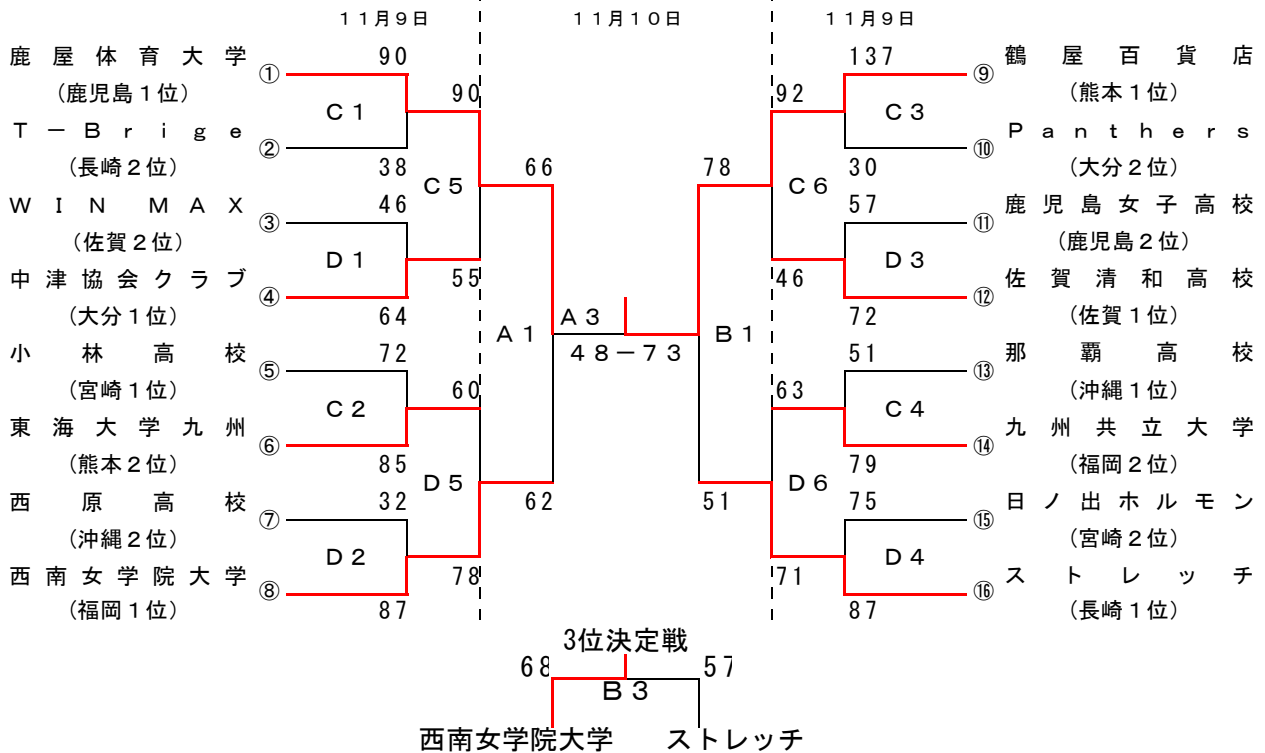 11月9日 11月10日 11月9日
鹿屋体育大学 ① 90 137 ⑨ 鶴屋百貨店
(鹿児島1位) 90 92 (熊本1位)
C1 C3
T-Brige ② ⑩ Panthers
(長崎2位) 38 66 78 30 (大分2位)
C5 C6
WIN MAX ③ 46 57 ⑪ 鹿児島女子高校
(佐賀2位) (鹿児島2位)
D1 D3
中津協会クラブ ④ 55 46 ⑫ 佐賀清和高校
(大分1位) 64 A3 72 (佐賀1位)
A1 B1
小林高校 ⑤ 72 48-73 51 ⑬ 那覇高校
(宮崎1位) 60 63 (沖縄1位)
C2 C4
東海大学九州 ⑥ ⑭ 九州共立大学
(熊本2位) 85 79 (福岡2位)
D5 D6
西原高校 ⑦ 32 62 51 75 ⑮ 日ノ出ホルモン
(沖縄2位) (宮崎2位)
D2 D4
西南女学院大学 ⑧ 78 71 ⑯ ストレッチ
(福岡1位) 87 87 (長崎1位)
3位決定戦
68 57
B3
西南女学院大学 ストレッチ